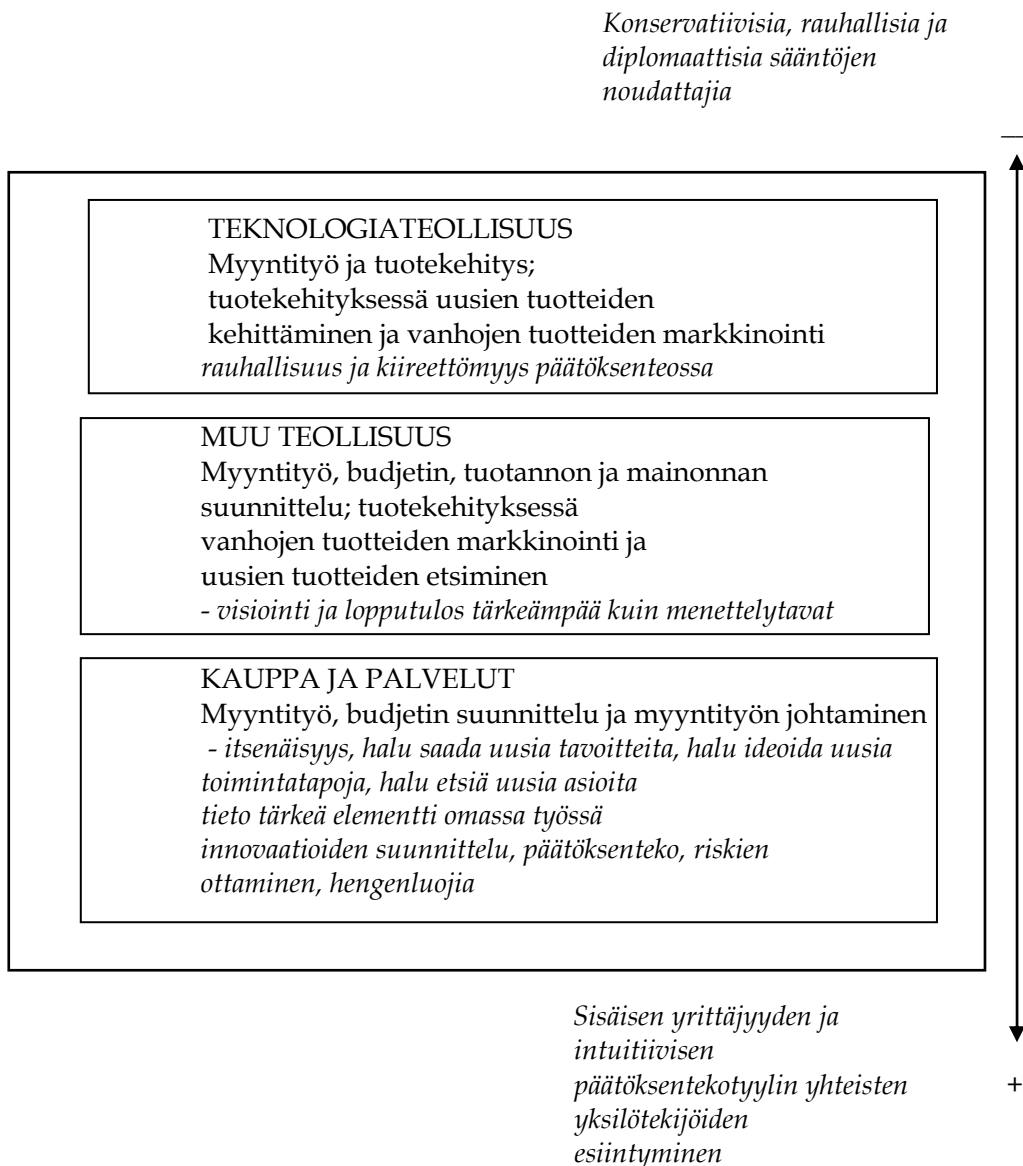 Konservatiivisia, rauhallisia ja
diplomaattisia sääntöjen
noudattajia
—
TEKNOLOGIATEOLLISUUS
Myyntityö ja tuotekehitys;
tuotekehityksessä uusien tuotteiden
kehittäminen ja vanhojen tuotteiden markkinointi
rauhallisuus ja kiireettömyys päätöksenteossa
MUU TEOLLISUUS
Myyntityö, budjetin, tuotannon ja mainonnan
suunnittelu; tuotekehityksessä
vanhojen tuotteiden markkinointi ja
uusien tuotteiden etsiminen
- visiointi ja lopputulos tärkeämpää kuin menettelytavat
KAUPPA JA PALVELUT
Myyntityö, budjetin suunnittelu ja myyntityön johtaminen
- itsenäisyys, halu saada uusia tavoitteita, halu ideoida uusia
toimintatapoja, halu etsiä uusia asioita
tieto tärkeä elementti omassa työssä
innovaatioiden suunnittelu, päätöksenteko, riskien
ottaminen, hengenluojia
Sisäisen yrittäjyyden ja
intuitiivisen
päätöksentekotyylin yhteisten +
yksilötekijöiden
esiintyminen